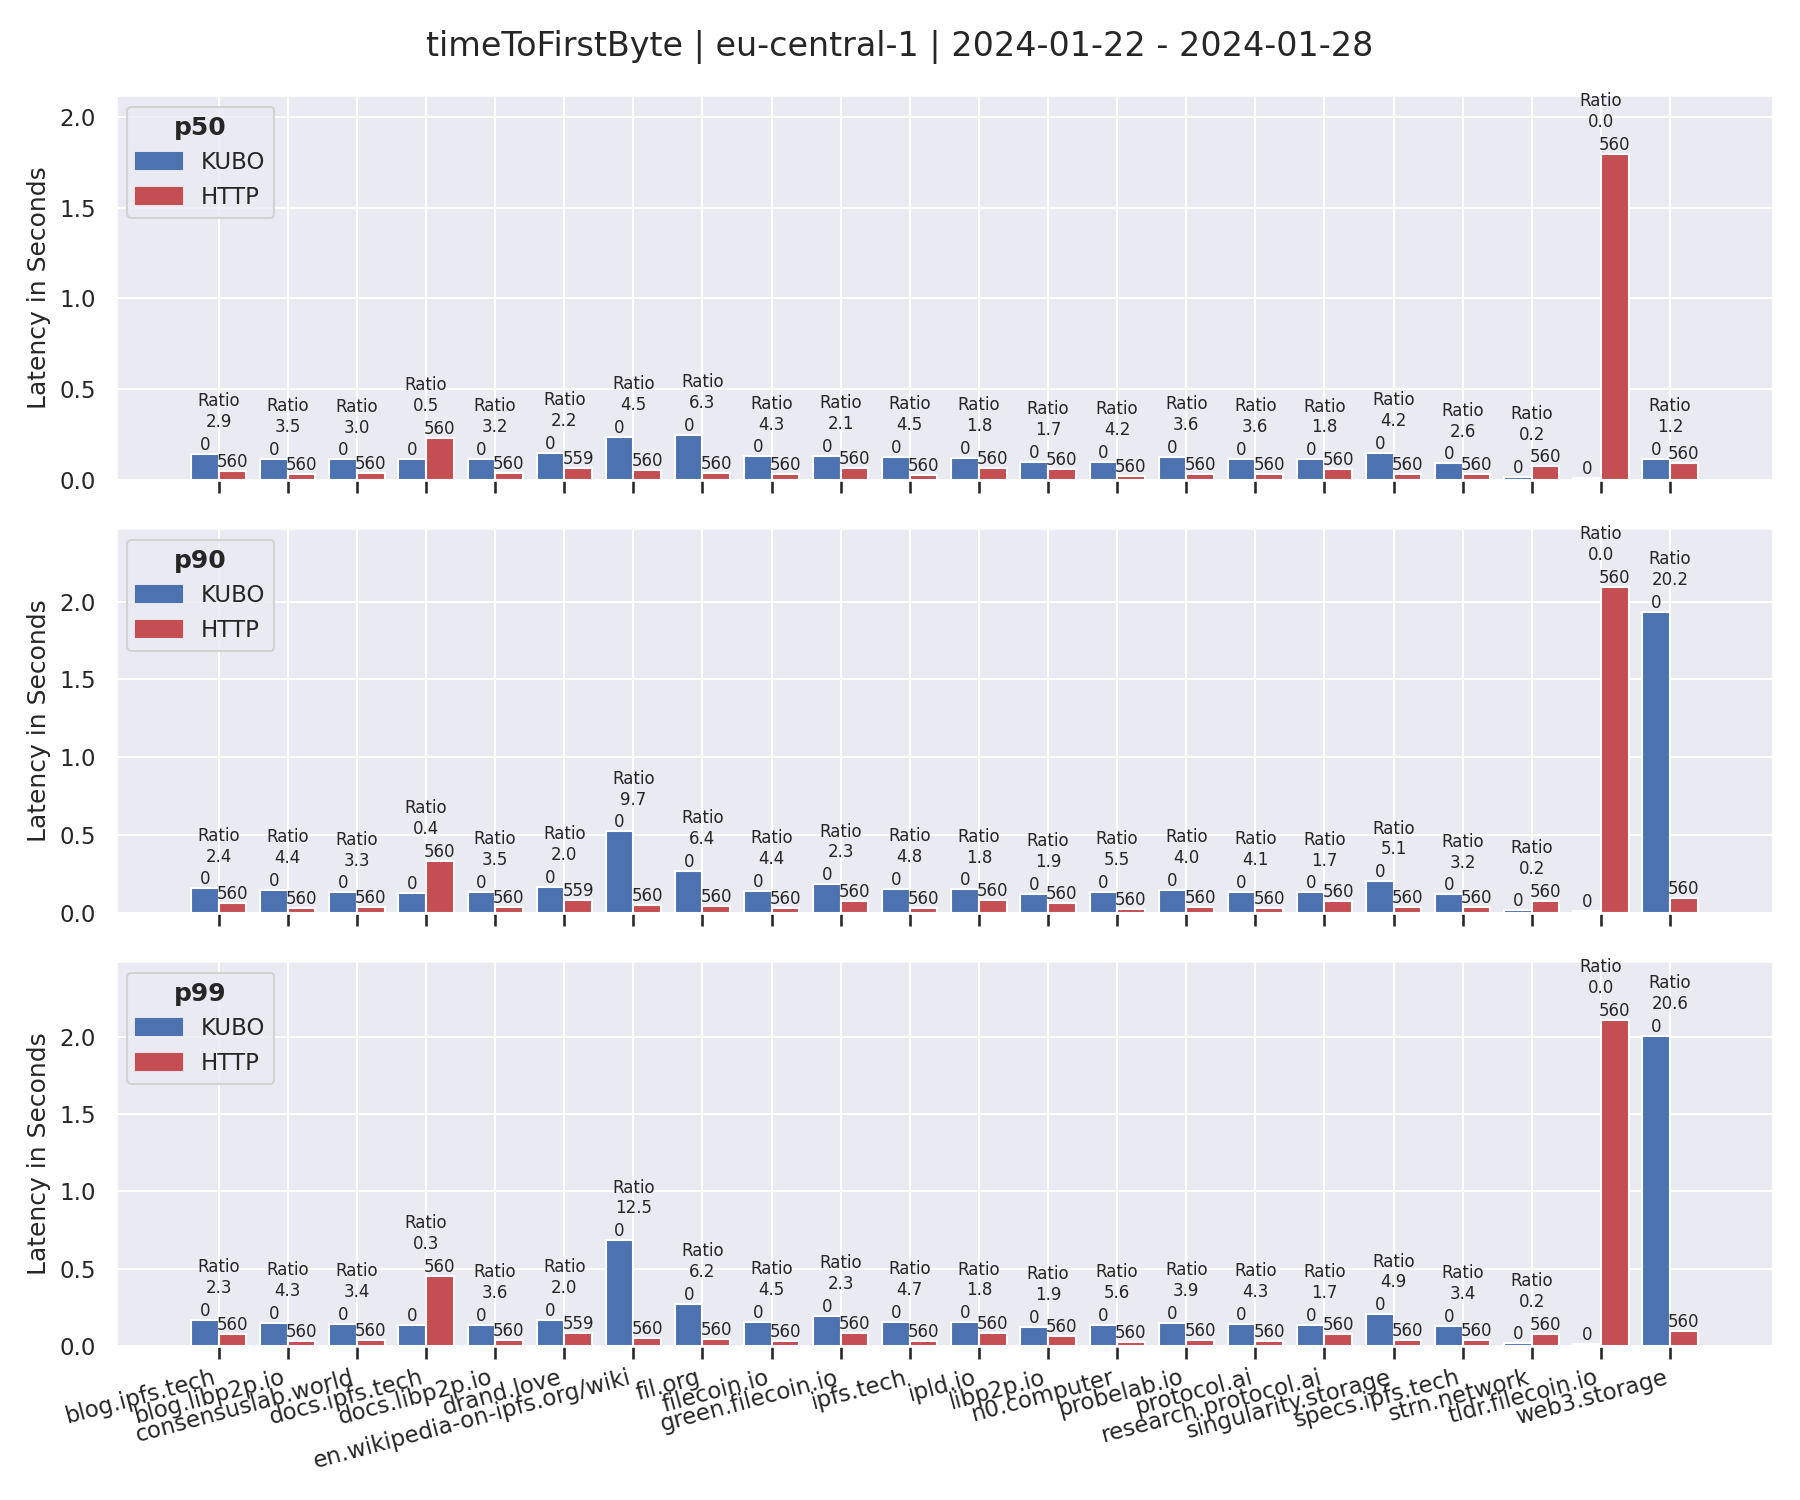 timeToFirstByte | eu-central-1 | 2024-01-22 - 2024-01-28
Latency in Seconds
2.0
1.5
1.0
0.5
0.0
p50
KUBO
HTTP
Ratio 2.9 0 560
Ratio 3.5 0 560
Ratio 3.0 0 560
Ratio 0.5 0 560
Ratio 3.2 0 560
Ratio 2.2 0 559
Ratio 4.5 0 560
Ratio 6.3 0 560
Ratio 4.3 0 560
Ratio 2.1 0 560
Ratio 4.5 0 560
Ratio 1.8 0 560
Ratio 1.7 0 560
Ratio 4.2 0 560
Ratio 3.6 0 560
Ratio 3.6 0 560
Ratio 1.8 0 560
Ratio 4.2 0 560
Ratio 2.6 0 560
Ratio 0.2 0 560
Ratio 0.0 0 560
Ratio 1.2 0 560
Latency in Seconds
2.0
1.5
1.0
0.5
0.0
p90
KUBO
HTTP
Ratio 2.4 0 560
Ratio 4.4 0 560
Ratio 3.3 0 560
Ratio 0.4 0 560
Ratio 3.5 0 560
Ratio 2.0 0 559
Ratio 9.7 0 560
Ratio 6.4 0 560
Ratio 4.4 0 560
Ratio 2.3 0 560
Ratio 4.8 0 560
Ratio 1.8 0 560
Ratio 1.9 0 560
Ratio 5.5 0 560
Ratio 4.0 0 560
Ratio 4.1 0 560
Ratio 1.7 0 560
Ratio 5.1 0 560
Ratio 3.2 0 560
Ratio 0.2 0 560
Ratio 0.0 0 560
Ratio 20.2 0 560
Latency in Seconds
2.0
1.5
1.0
0.5
0.0
p99
KUBO
HTTP
Ratio 2.3 0 560
Ratio 4.3 0 560
Ratio 3.4 0 560
Ratio 0.3 0 560
Ratio 3.6 0 560
Ratio 2.0 0 559
Ratio 12.5 0 560
Ratio 6.2 0 560
Ratio 4.5 0 560
Ratio 2.3 0 560
Ratio 4.7 0 560
Ratio 1.8 0 560
Ratio 1.9 0 560
Ratio 5.6 0 560
Ratio 3.9 0 560
Ratio 4.3 0 560
Ratio 1.7 0 560
Ratio 4.9 0 560
Ratio 3.4 0 560
Ratio 0.2 0 560
Ratio 0.0 0 560
Ratio 20.6 0 560
blog.ipfs.tech
blog.libp2p.io
consensuslab.world
docs.ipfs.tech
docs.libp2p.io
drand.love
en.wikipedia-on-ipfs.org/wiki
fil.org
filecoin.io
green.filecoin.io
ipfs.tech
ipld.io
libp2p.io
n0.computer
probelab.io
protocol.ai
research.protocol.ai
singularity.storage
specs.ipfs.tech
strn.network
tldr.filecoin.io
web3.storage